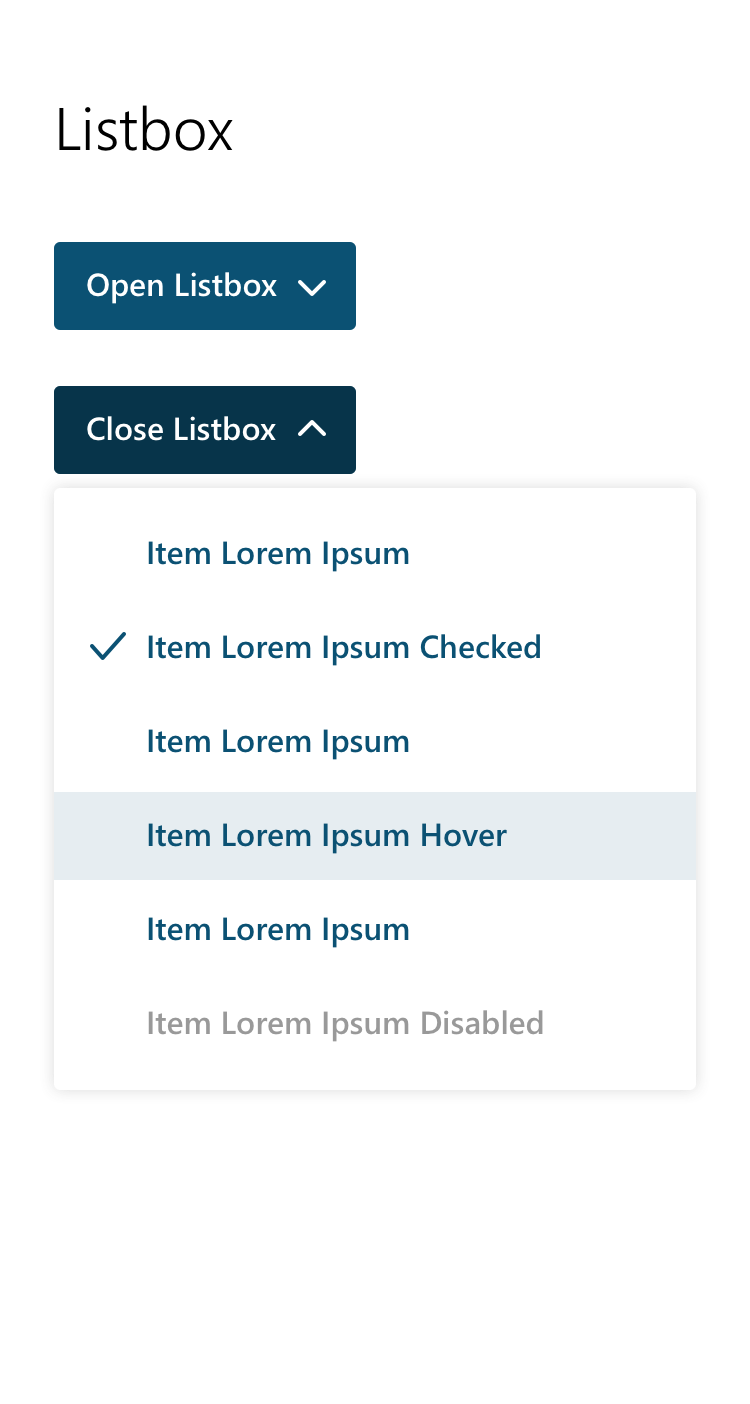 Listbox
Open Listbox
Close Listbox
Item Lorem Ipsum
Item Lorem Ipsum Checked
Item Lorem Ipsum
Item Lorem Ipsum Hover
Item Lorem Ipsum
Item Lorem Ipsum Disabled